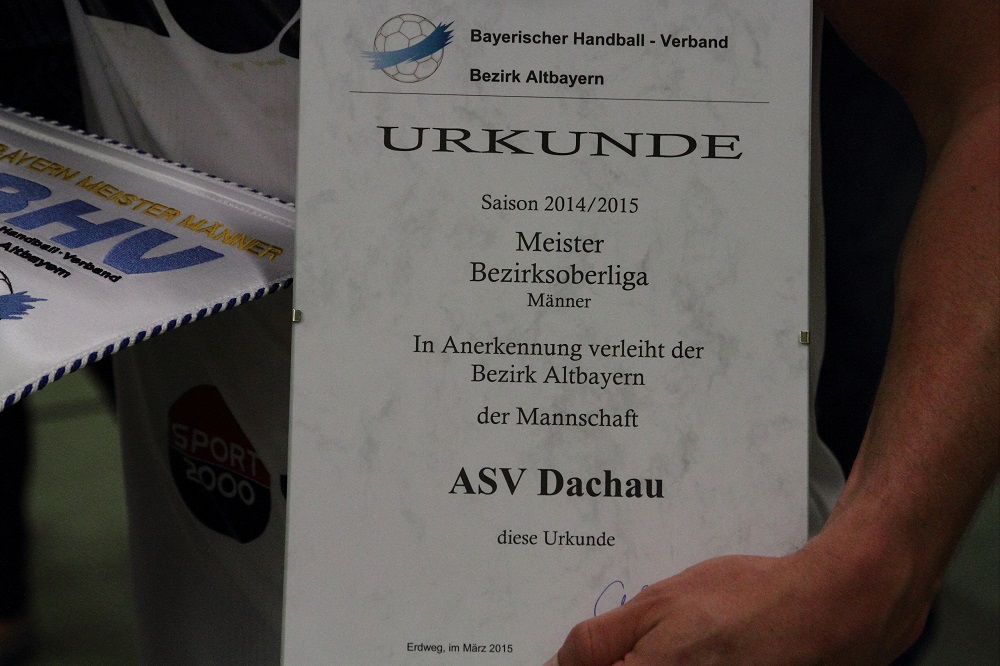 Bayerischer Handball - Verband
Bezirk Altbayern
URKUNDE
Saison 2014/2015
Meister
Bezirksoberliga
Männer
In Anerkennung verleiht der
Bezirk Altbayern
der Mannschaft
ASV Dachau
diese Urkunde
Erdweg, im März 2015
BAYERN MEISTER MÄNNER
BHV
Handball - Verband
Altbayern
SPORT
2000